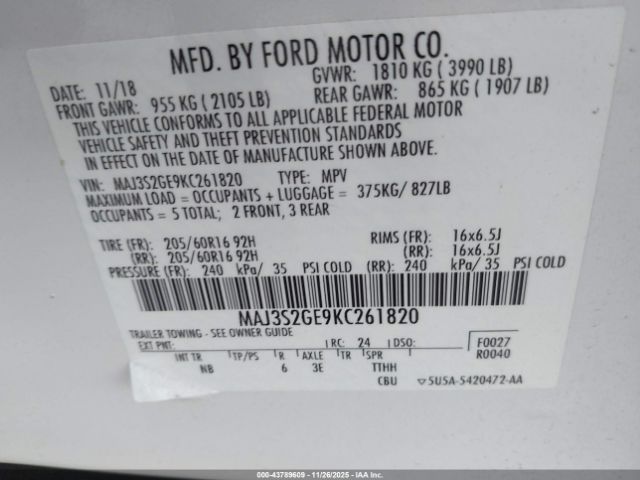 MFD. BY FORD MOTOR CO.
DATE: 11/18 GVWR: 1810 KG ( 3990 LB)
FRONT GAWR: 955 KG ( 2105 LB) REAR GAWR: 865 KG ( 1907 LB)
THIS VEHICLE CONFORMS TO ALL APPLICABLE FEDERAL MOTOR
VEHICLE SAFETY AND THEFT PREVENTION STANDARDS
IN EFFECT ON THE DATE OF MANUFACTURE SHOWN ABOVE.
VIN: MAJ3S2GE9KC261820 TYPE: MPV
MAXIMUM LOAD = OCCUPANTS + LUGGAGE = 375KG/ 827LB
OCCUPANTS = 5 TOTAL; 2 FRONT, 3 REAR
TIRE (FR): 205/60R16 92H RIMS (FR): 16x6.5J
(RR): 205/60R16 92H (RR): 16x6.5J
PRESSURE (FR): 240 kPa/ 35 PSI COLD (RR): 240 kPa/ 35 PSI COLD
MAJ3S2GE9KC261820
TRAILER TOWING - SEE OWNER GUIDE
EXT PNT: RC: 24 DSO: F0027
R0040
INT TR TP/PS R AXLE TR SPR
NB 6 3E TTHH
CBU ▽5U5A-5420472-AA
000-43789609 - 11/26/2025 - IAAI.COM